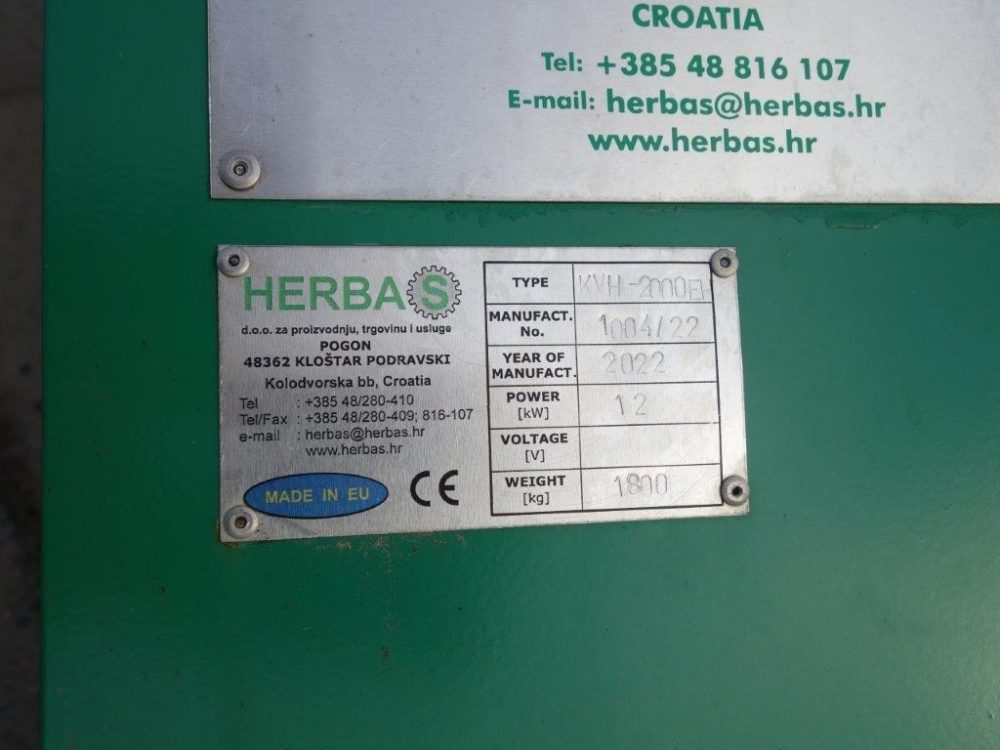 CROATIA
Tel: +385 48 816 107
E-mail: herbas@herbas.hr
www.herbas.hr
HERBAS
d.o.o. za proizvodnju, trgovinu i usluge
POGON
48362 KLOŠTAR PODRAVSKI
Kolodvorska bb, Croatia
Tel : +385 48/280-410
Tel/Fax : +385 48/280-409; 816-107
e-mail : herbas@herbas.hr
www.herbas.hr
MADE IN EU CE
TYPE KVH-2000EH
MANUFACT. No. 1004/22
YEAR OF MANUFACT. 2022
POWER [kW] 12
VOLTAGE [V]
WEIGHT [kg] 1800